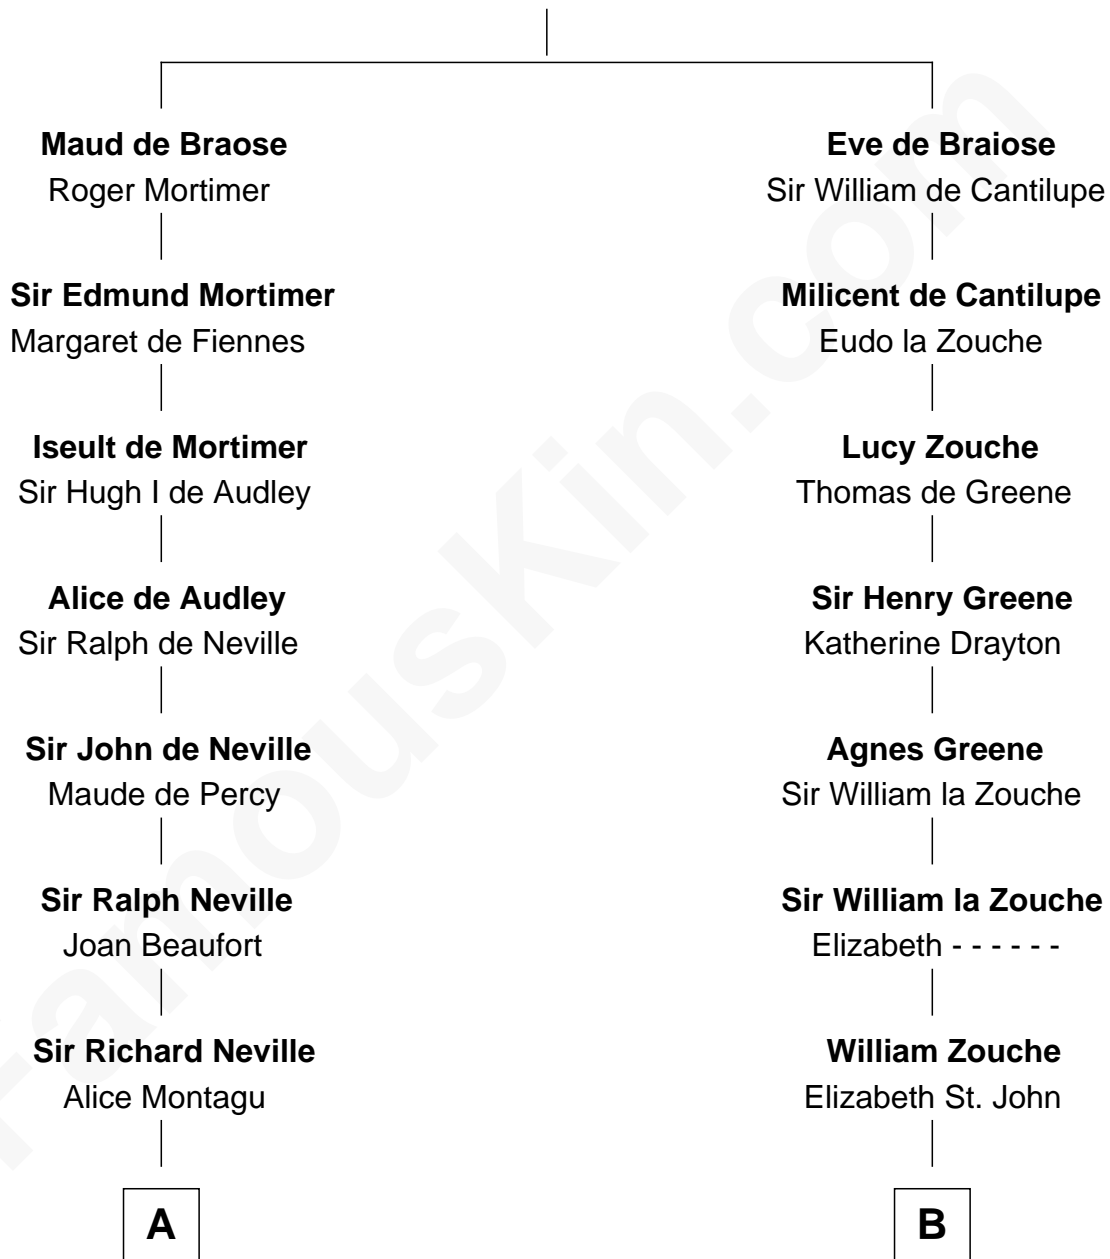 Maud de Braose
Roger Mortimer
Sir Edmund Mortimer
Margaret de Fiennes
Iseult de Mortimer
Sir Hugh I de Audley
Alice de Audley
Sir Ralph de Neville
Sir John de Neville
Maude de Percy
Sir Ralph Neville
Joan Beaufort
Sir Richard Neville
Alice Montagu
A
Eve de Braiose
Sir William de Cantilupe
Milicent de Cantilupe
Eudo la Zouche
Lucy Zouche
Thomas de Greene
Sir Henry Greene
Katherine Drayton
Agnes Greene
Sir William la Zouche
Sir William la Zouche
Elizabeth - - - - - -
William Zouche
Elizabeth St. John
B
FamousKin.com